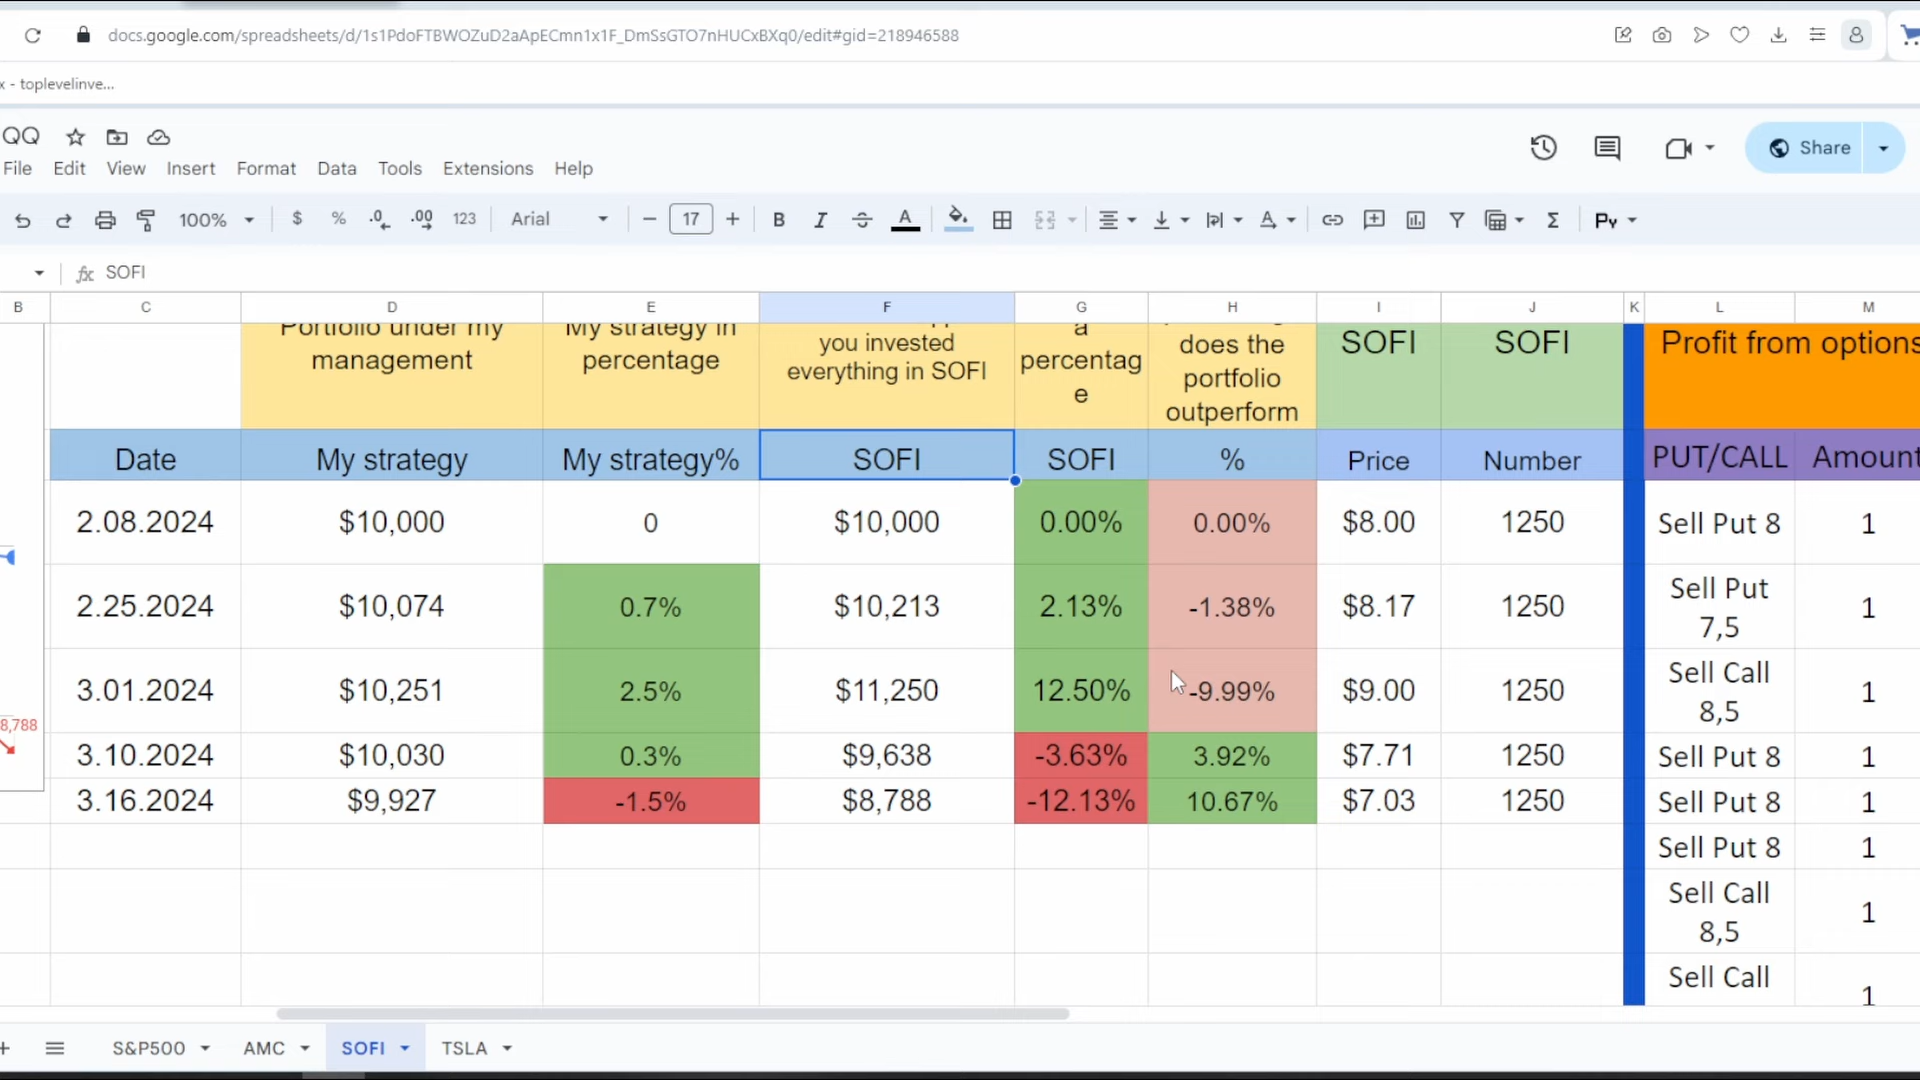 docs.google.com/spreadsheets/d/1s1PdoFTBWOZuD2aApECmn1x1F_DmSsGTO7nHUCxBXq0/edit#gid=218946588
x - toplevelinve...
QQ
File Edit View Insert Format Data Tools Extensions Help
Share
100% $ % .0 .00 123 Arial 17 B I A Σ Py
fx SOFI
B C D E F G H I J K L M
Portfolio under my
management
My strategy in
percentage
you invested
everything in SOFI
a
percentag
e
does the
portfolio
outperform
SOFI
SOFI
Profit from options
Date My strategy My strategy% SOFI SOFI % Price Number PUT/CALL Amount
2.08.2024 $10,000 0 $10,000 0.00% 0.00% $8.00 1250 Sell Put 8 1
2.25.2024 $10,074 0.7% $10,213 2.13% -1.38% $8.17 1250 Sell Put
7,5 1
3.01.2024 $10,251 2.5% $11,250 12.50% -9.99% $9.00 1250 Sell Call
8,5 1
3.10.2024 $10,030 0.3% $9,638 -3.63% 3.92% $7.71 1250 Sell Put 8 1
3.16.2024 $9,927 -1.5% $8,788 -12.13% 10.67% $7.03 1250 Sell Put 8 1
Sell Put 8 1
Sell Call
8,5 1
Sell Call
1
8,788
S&P500 AMC SOFI TSLA